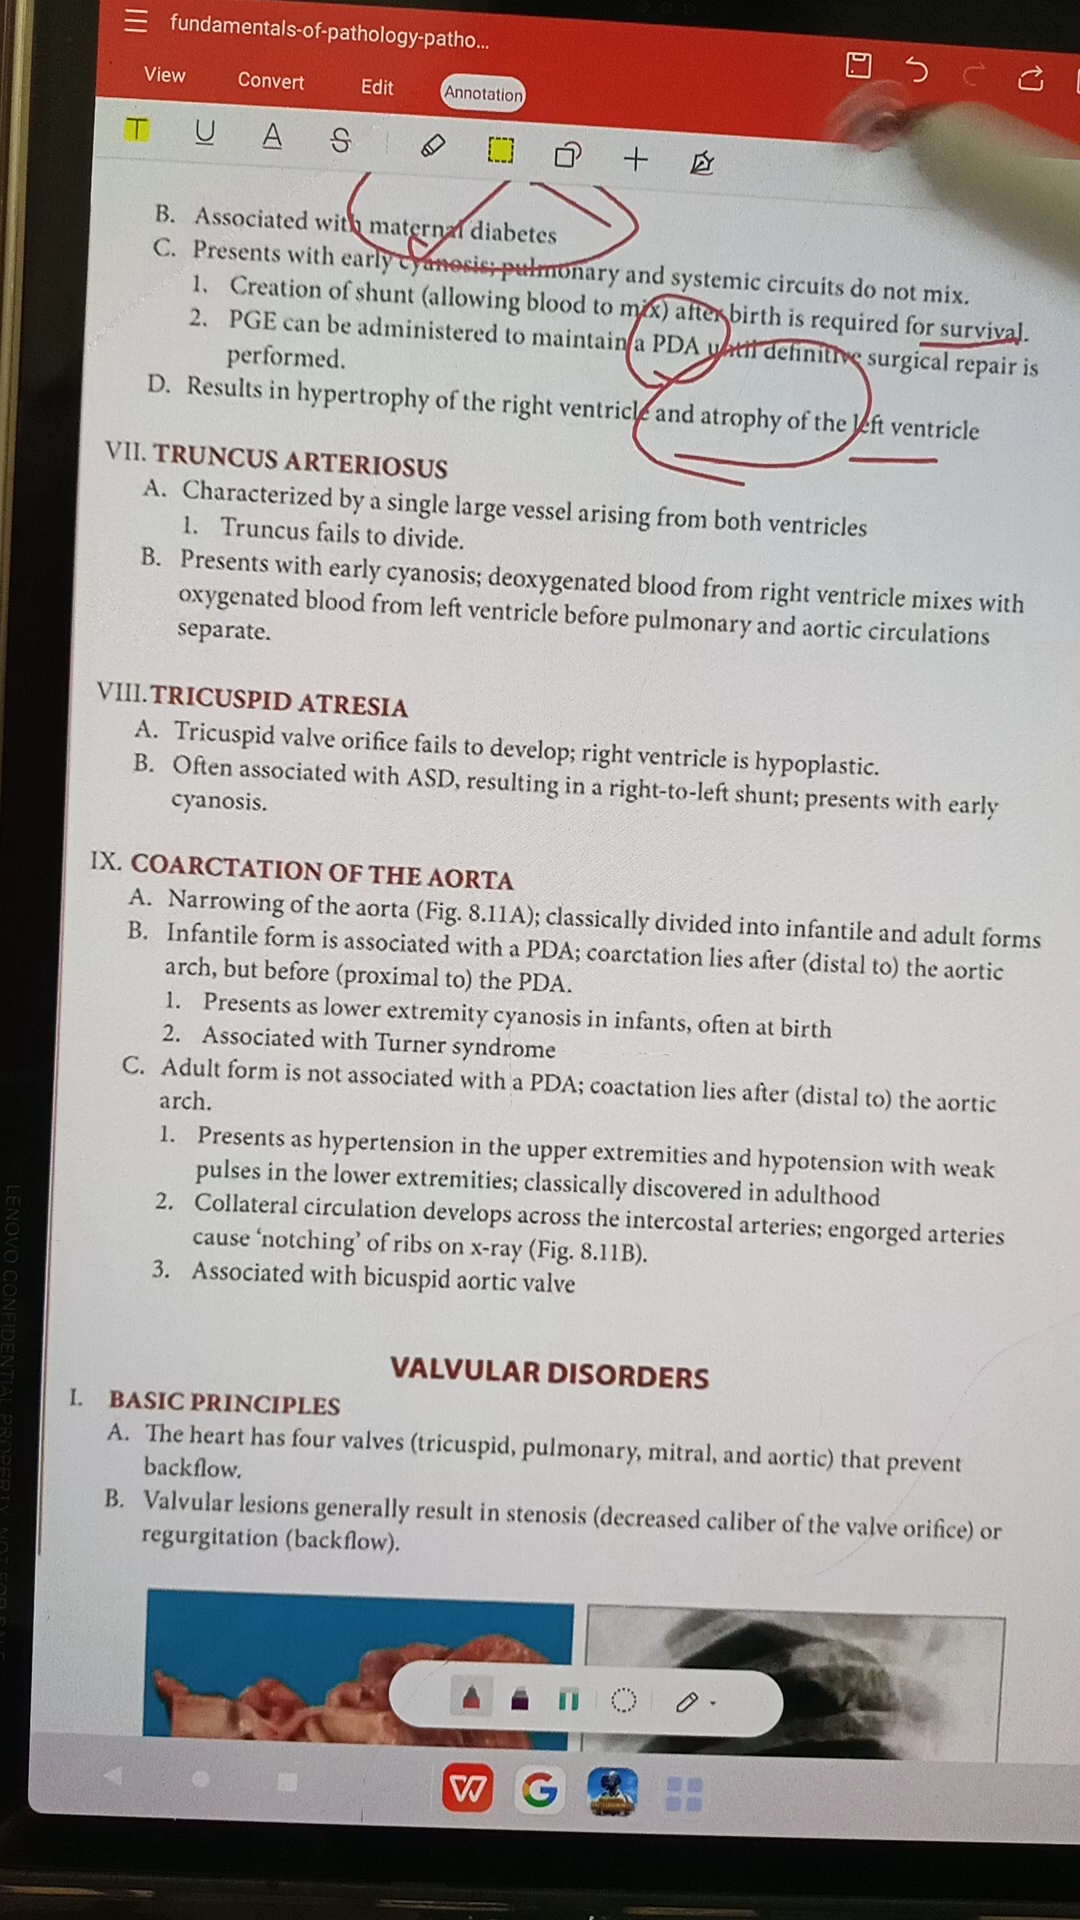 fundamentals-of-pathology-patho...
View Convert Edit Annotation
T U A S
B. Associated with maternal diabetes
C. Presents with early cyanosis; pulmonary and systemic circuits do not mix.
1. Creation of shunt (allowing blood to mix) after birth is required for survival.
2. PGE can be administered to maintain a PDA until definitive surgical repair is
performed.
D. Results in hypertrophy of the right ventricle and atrophy of the left ventricle
VII. TRUNCUS ARTERIOSUS
A. Characterized by a single large vessel arising from both ventricles
1. Truncus fails to divide.
B. Presents with early cyanosis; deoxygenated blood from right ventricle mixes with
oxygenated blood from left ventricle before pulmonary and aortic circulations
separate.
VIII. TRICUSPID ATRESIA
A. Tricuspid valve orifice fails to develop; right ventricle is hypoplastic.
B. Often associated with ASD, resulting in a right-to-left shunt; presents with early
cyanosis.
IX. COARCTATION OF THE AORTA
A. Narrowing of the aorta (Fig. 8.11A); classically divided into infantile and adult forms
B. Infantile form is associated with a PDA; coarctation lies after (distal to) the aortic
arch, but before (proximal to) the PDA.
1. Presents as lower extremity cyanosis in infants, often at birth
2. Associated with Turner syndrome
C. Adult form is not associated with a PDA; coactation lies after (distal to) the aortic
arch.
1. Presents as hypertension in the upper extremities and hypotension with weak
pulses in the lower extremities; classically discovered in adulthood
2. Collateral circulation develops across the intercostal arteries; engorged arteries
cause 'notching' of ribs on x-ray (Fig. 8.11B).
3. Associated with bicuspid aortic valve
VALVULAR DISORDERS
I. BASIC PRINCIPLES
A. The heart has four valves (tricuspid, pulmonary, mitral, and aortic) that prevent
backflow.
B. Valvular lesions generally result in stenosis (decreased caliber of the valve orifice) or
regurgitation (backflow).
W G
LENOVO CONFIDENTIAL PROPERTY NOT FOR SALE